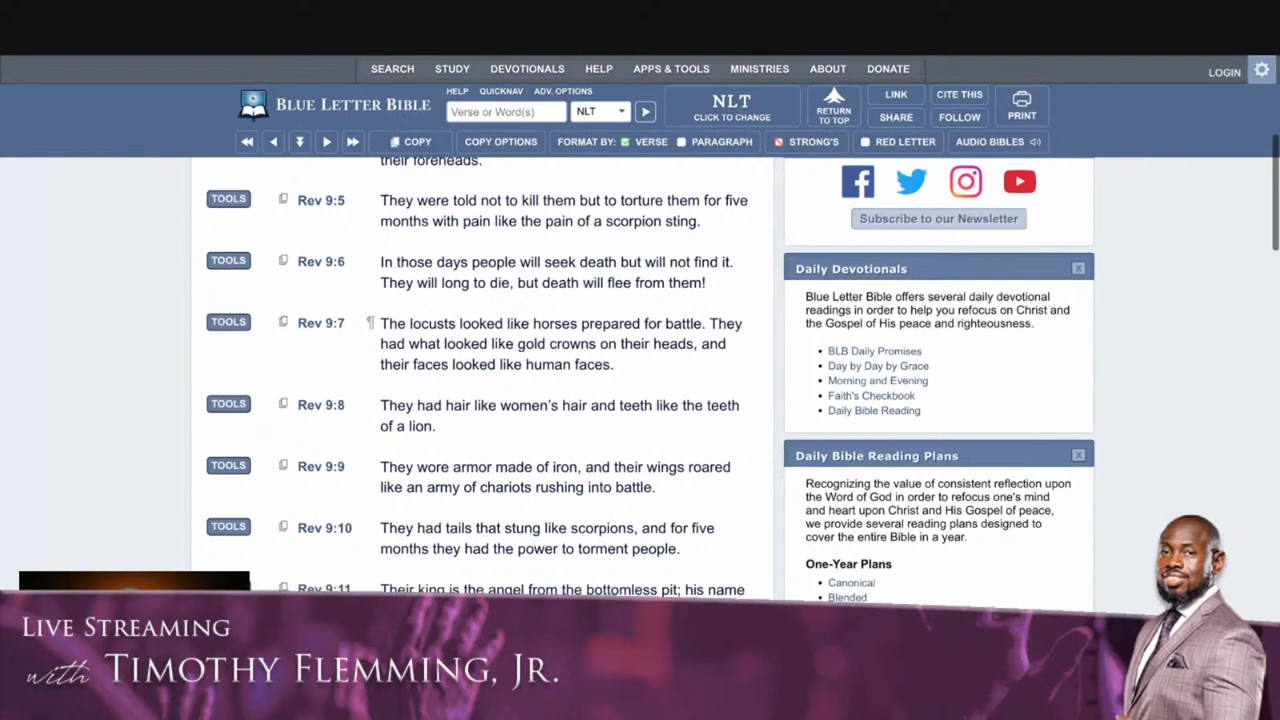 SEARCH STUDY DEVOTIONALS HELP APPS & TOOLS MINISTRIES ABOUT DONATE LOGIN
BLUE LETTER BIBLE
HELP QUICKNAV ADV. OPTIONS
Verse or Word(s) NLT
NLT
CLICK TO CHANGE
RETURN
TO TOP
LINK CITE THIS
SHARE FOLLOW
PRINT
COPY COPY OPTIONS FORMAT BY: VERSE PARAGRAPH STRONG'S RED LETTER AUDIO BIBLES
their foreheads.
TOOLS Rev 9:5 They were told not to kill them but to torture them for five
months with pain like the pain of a scorpion sting.
TOOLS Rev 9:6 In those days people will seek death but will not find it.
They will long to die, but death will flee from them!
TOOLS Rev 9:7 ¶ The locusts looked like horses prepared for battle. They
had what looked like gold crowns on their heads, and
their faces looked like human faces.
TOOLS Rev 9:8 They had hair like women’s hair and teeth like the teeth
of a lion.
TOOLS Rev 9:9 They wore armor made of iron, and their wings roared
like an army of chariots rushing into battle.
TOOLS Rev 9:10 They had tails that stung like scorpions, and for five
months they had the power to torment people.
Rev 9:11 Their king is the angel from the bottomless pit; his name
Subscribe to our Newsletter
Daily Devotionals x
Blue Letter Bible offers several daily devotional
readings in order to help you refocus on Christ and
the Gospel of His peace and righteousness.
• BLB Daily Promises
• Day by Day by Grace
• Morning and Evening
• Faith's Checkbook
• Daily Bible Reading
Daily Bible Reading Plans x
Recognizing the value of consistent reflection upon
the Word of God in order to refocus one's mind
and heart upon Christ and His Gospel of peace,
we provide several reading plans designed to
cover the entire Bible in a year.
One-Year Plans
• Canonical
• Blended
LIVE STREAMING
with TIMOTHY FLEMMING, JR.